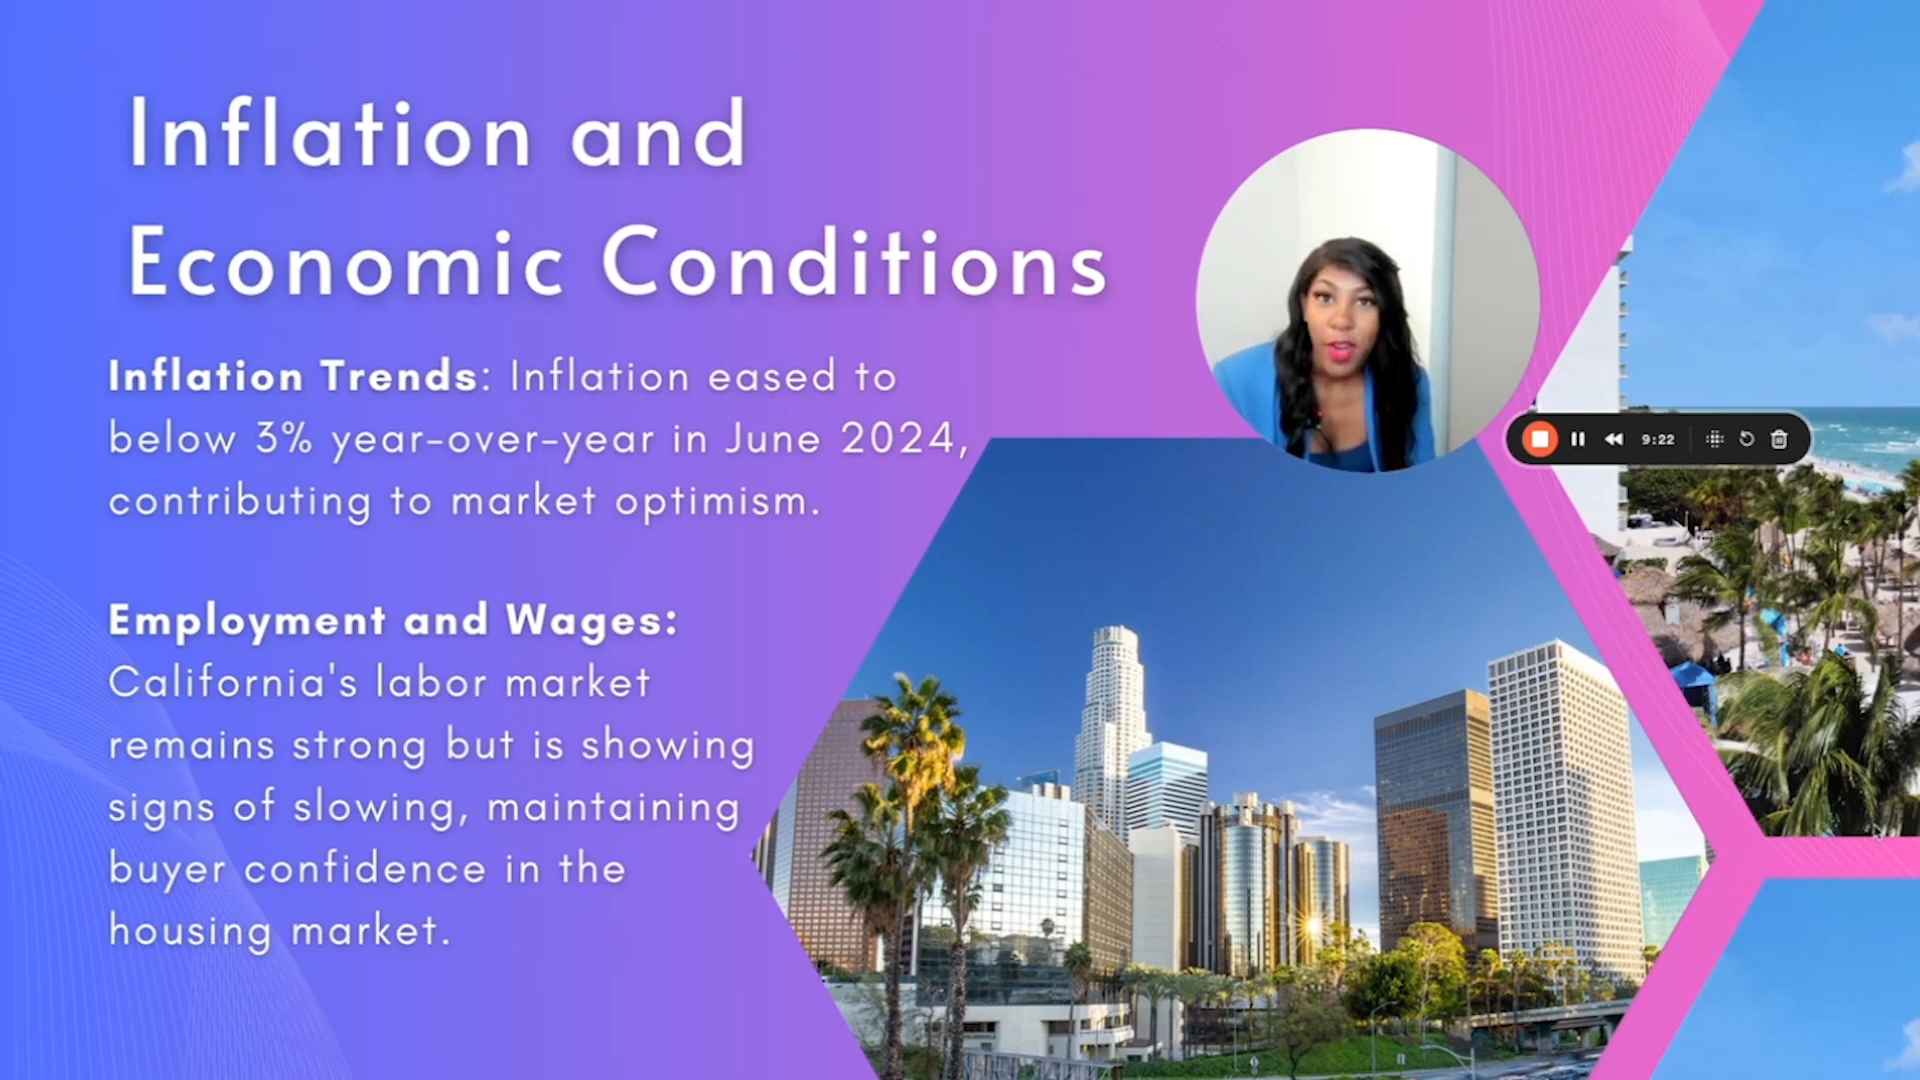 Inflation and
Economic Conditions
Inflation Trends: Inflation eased to
below 3% year-over-year in June 2024,
contributing to market optimism.
Employment and Wages:
California's labor market
remains strong but is showing
signs of slowing, maintaining
buyer confidence in the
housing market.
9:22